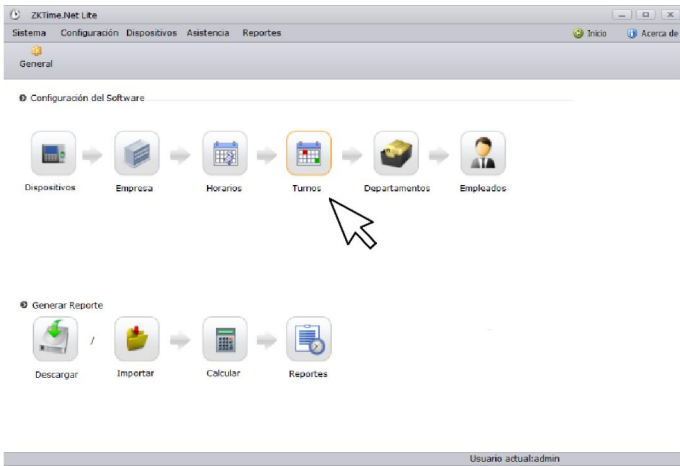 ZKTime.Net Lite
Sistema Configuración Dispositivos Asistencia Reportes Inicio Acerca de
General
Configuración del Software
Dispositivos Empresa Horarios Turnos Departamentos Empleados
Generar Reporte
/
Descargar Importar Calcular Reportes
Usuario actual:admin